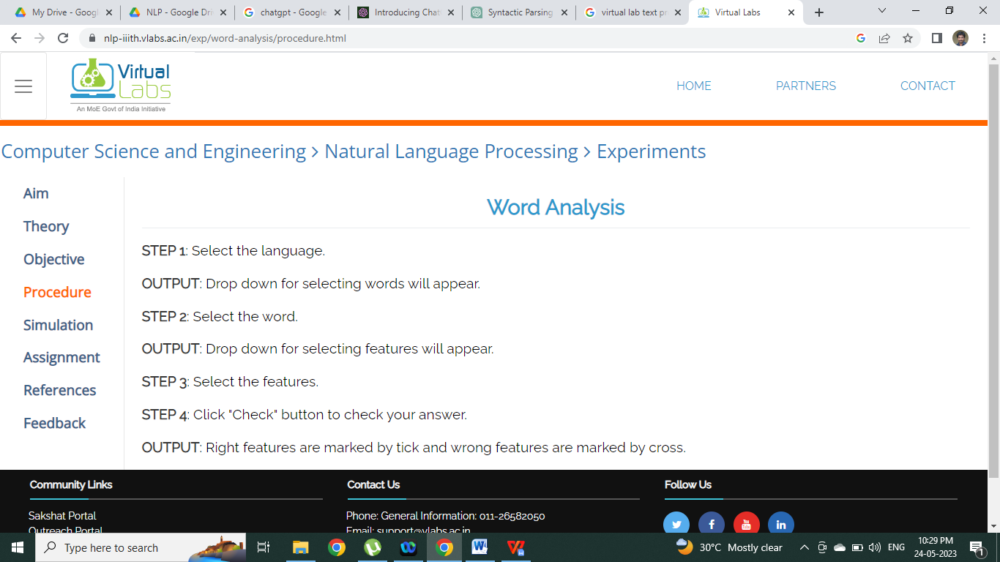 My Drive - Googl
NLP - Google Dri
chatgpt - Google
Introducing Chat
Syntactic Parsing
virtual lab text pr
Virtual Labs
nlp-iiith.vlabs.ac.in/exp/word-analysis/procedure.html
Virtual
Labs
An MoE Govt of India Initiative
HOME
PARTNERS
CONTACT
Computer Science and Engineering > Natural Language Processing > Experiments
Aim
Theory
Objective
Procedure
Simulation
Assignment
References
Feedback
Word Analysis
STEP 1: Select the language.
OUTPUT: Drop down for selecting words will appear.
STEP 2: Select the word.
OUTPUT: Drop down for selecting features will appear.
STEP 3: Select the features.
STEP 4: Click "Check" button to check your answer.
OUTPUT: Right features are marked by tick and wrong features are marked by cross.
Community Links
Sakshat Portal
Outreach Portal
Contact Us
Phone: General Information: 011-26582050
Email: support@vlabs.ac.in
Follow Us
Type here to search
30°C Mostly clear
ENG
10:29 PM
24-05-2023
1